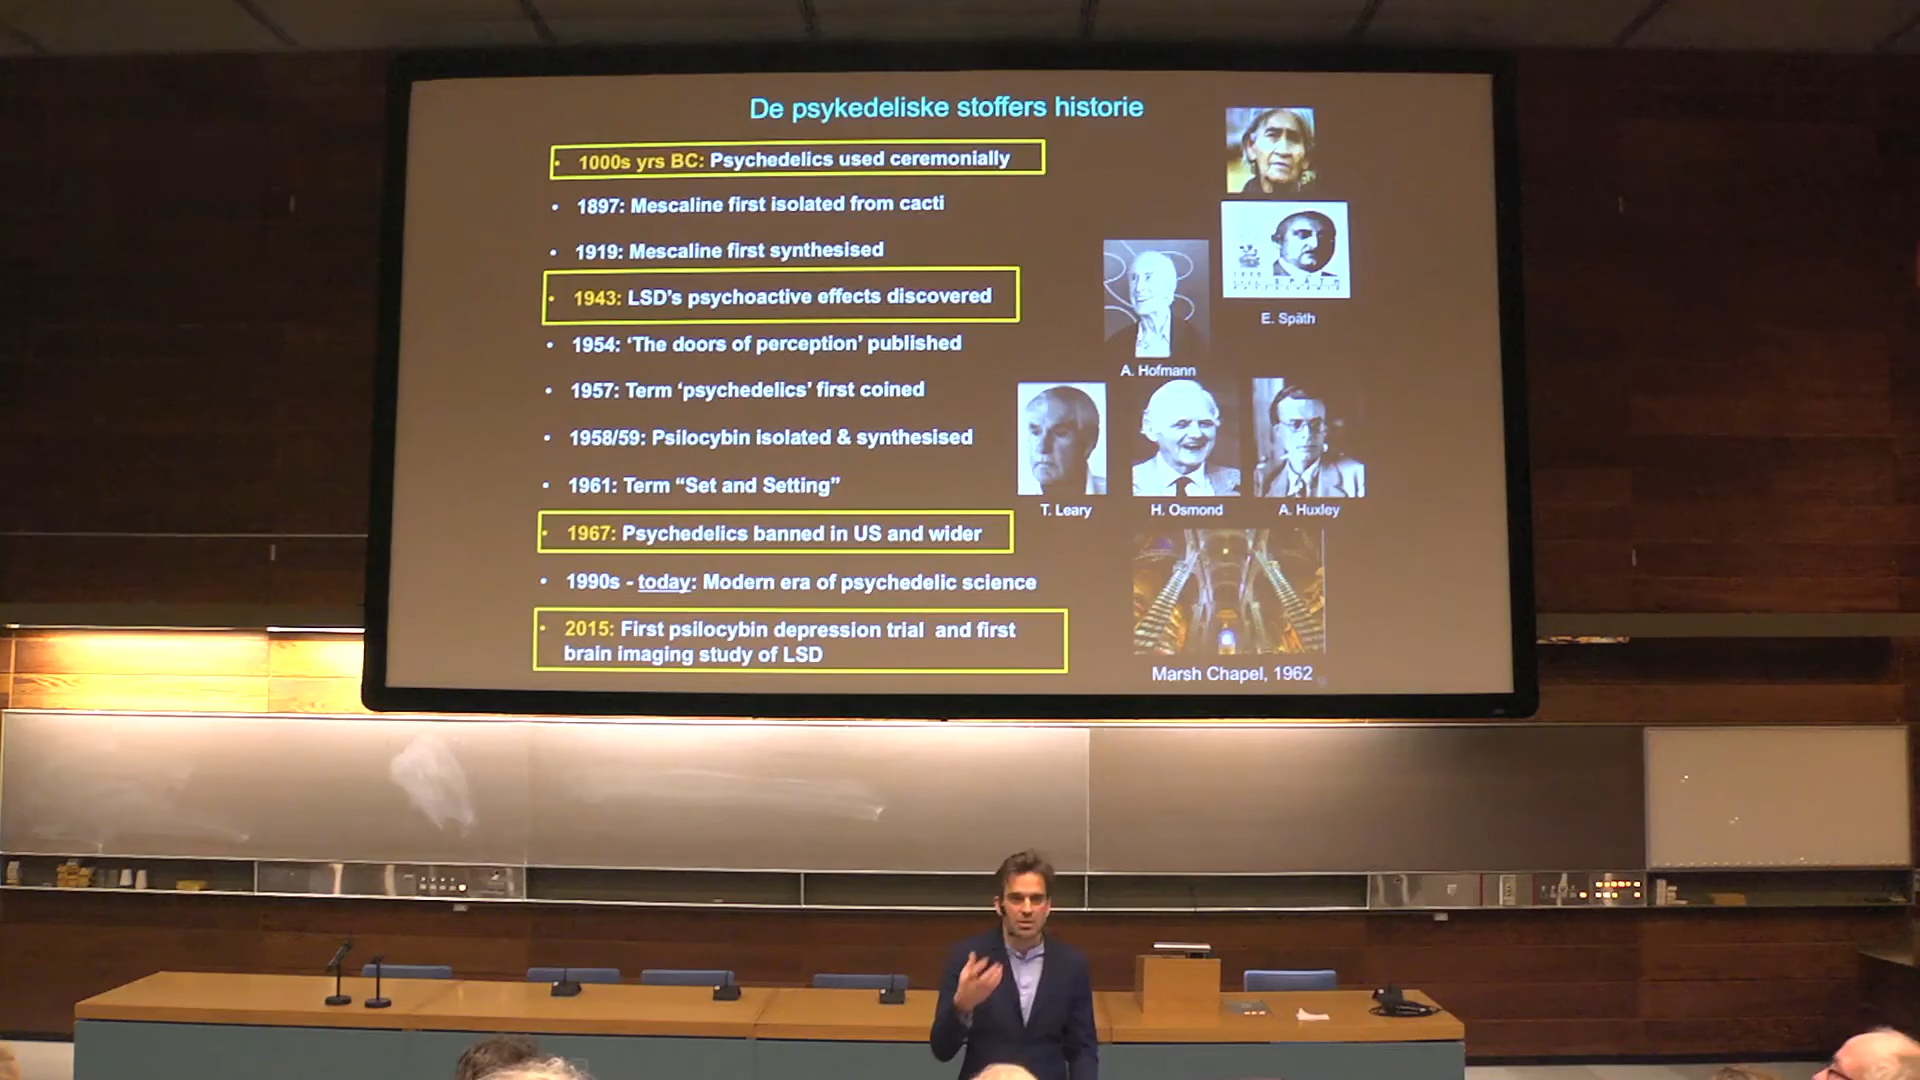 De psykedeliske stoffers historie
• 1000s yrs BC: Psychedelics used ceremonially
• 1897: Mescaline first isolated from cacti
• 1919: Mescaline first synthesised
• 1943: LSD's psychoactive effects discovered
• 1954: ‘The doors of perception’ published
• 1957: Term ‘psychedelics’ first coined
• 1958/59: Psilocybin isolated & synthesised
• 1961: Term “Set and Setting”
• 1967: Psychedelics banned in US and wider
• 1990s - today: Modern era of psychedelic science
• 2015: First psilocybin depression trial and first
brain imaging study of LSD
E. Späth
A. Hofmann
T. Leary
H. Osmond
A. Huxley
Marsh Chapel, 1962